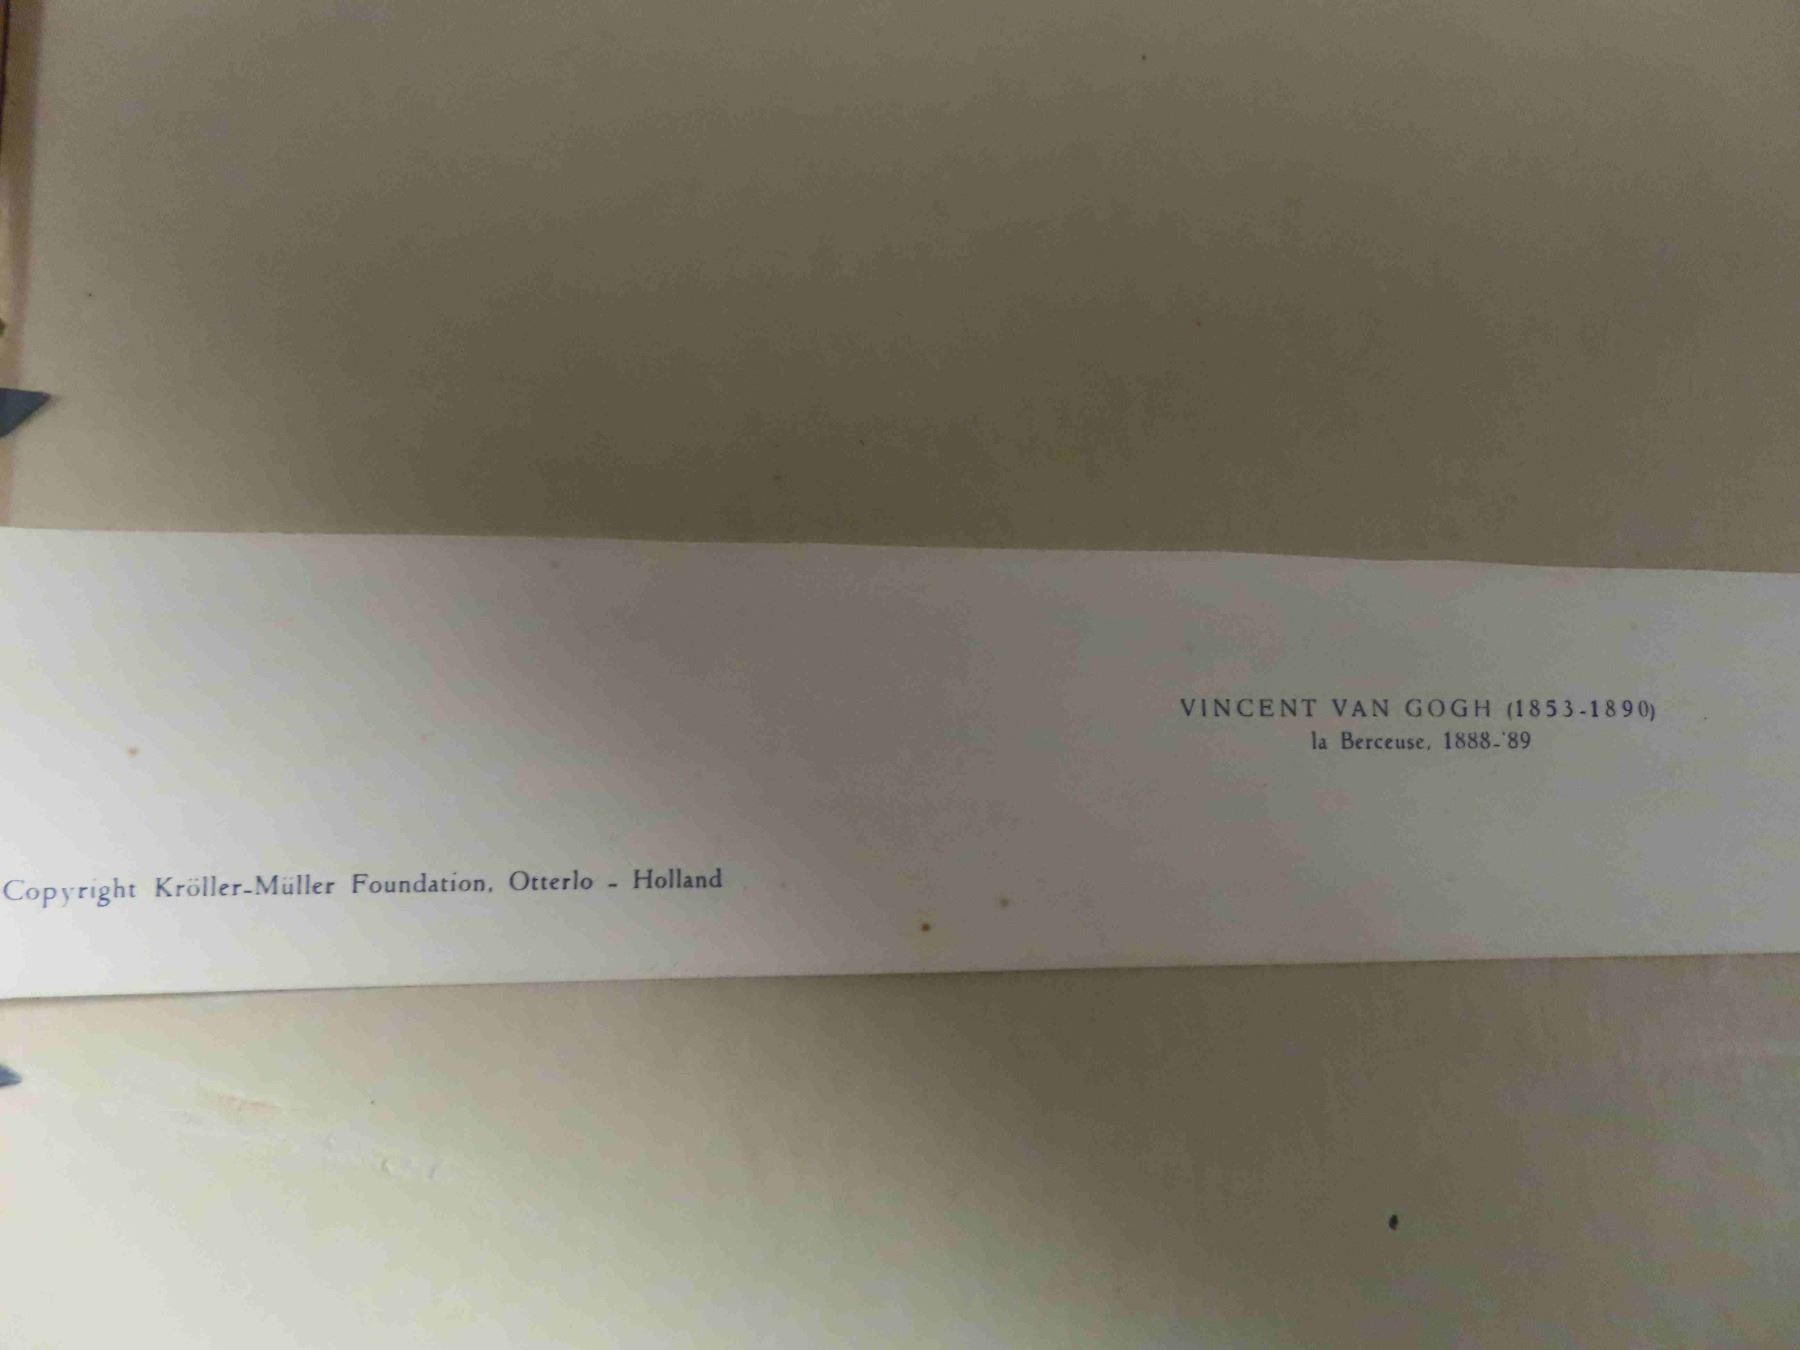 VINCENT VAN GOGH (1853-1890)
la Berceuse, 1888-'89
Copyright Kröller-Müller Foundation, Otterlo - Holland